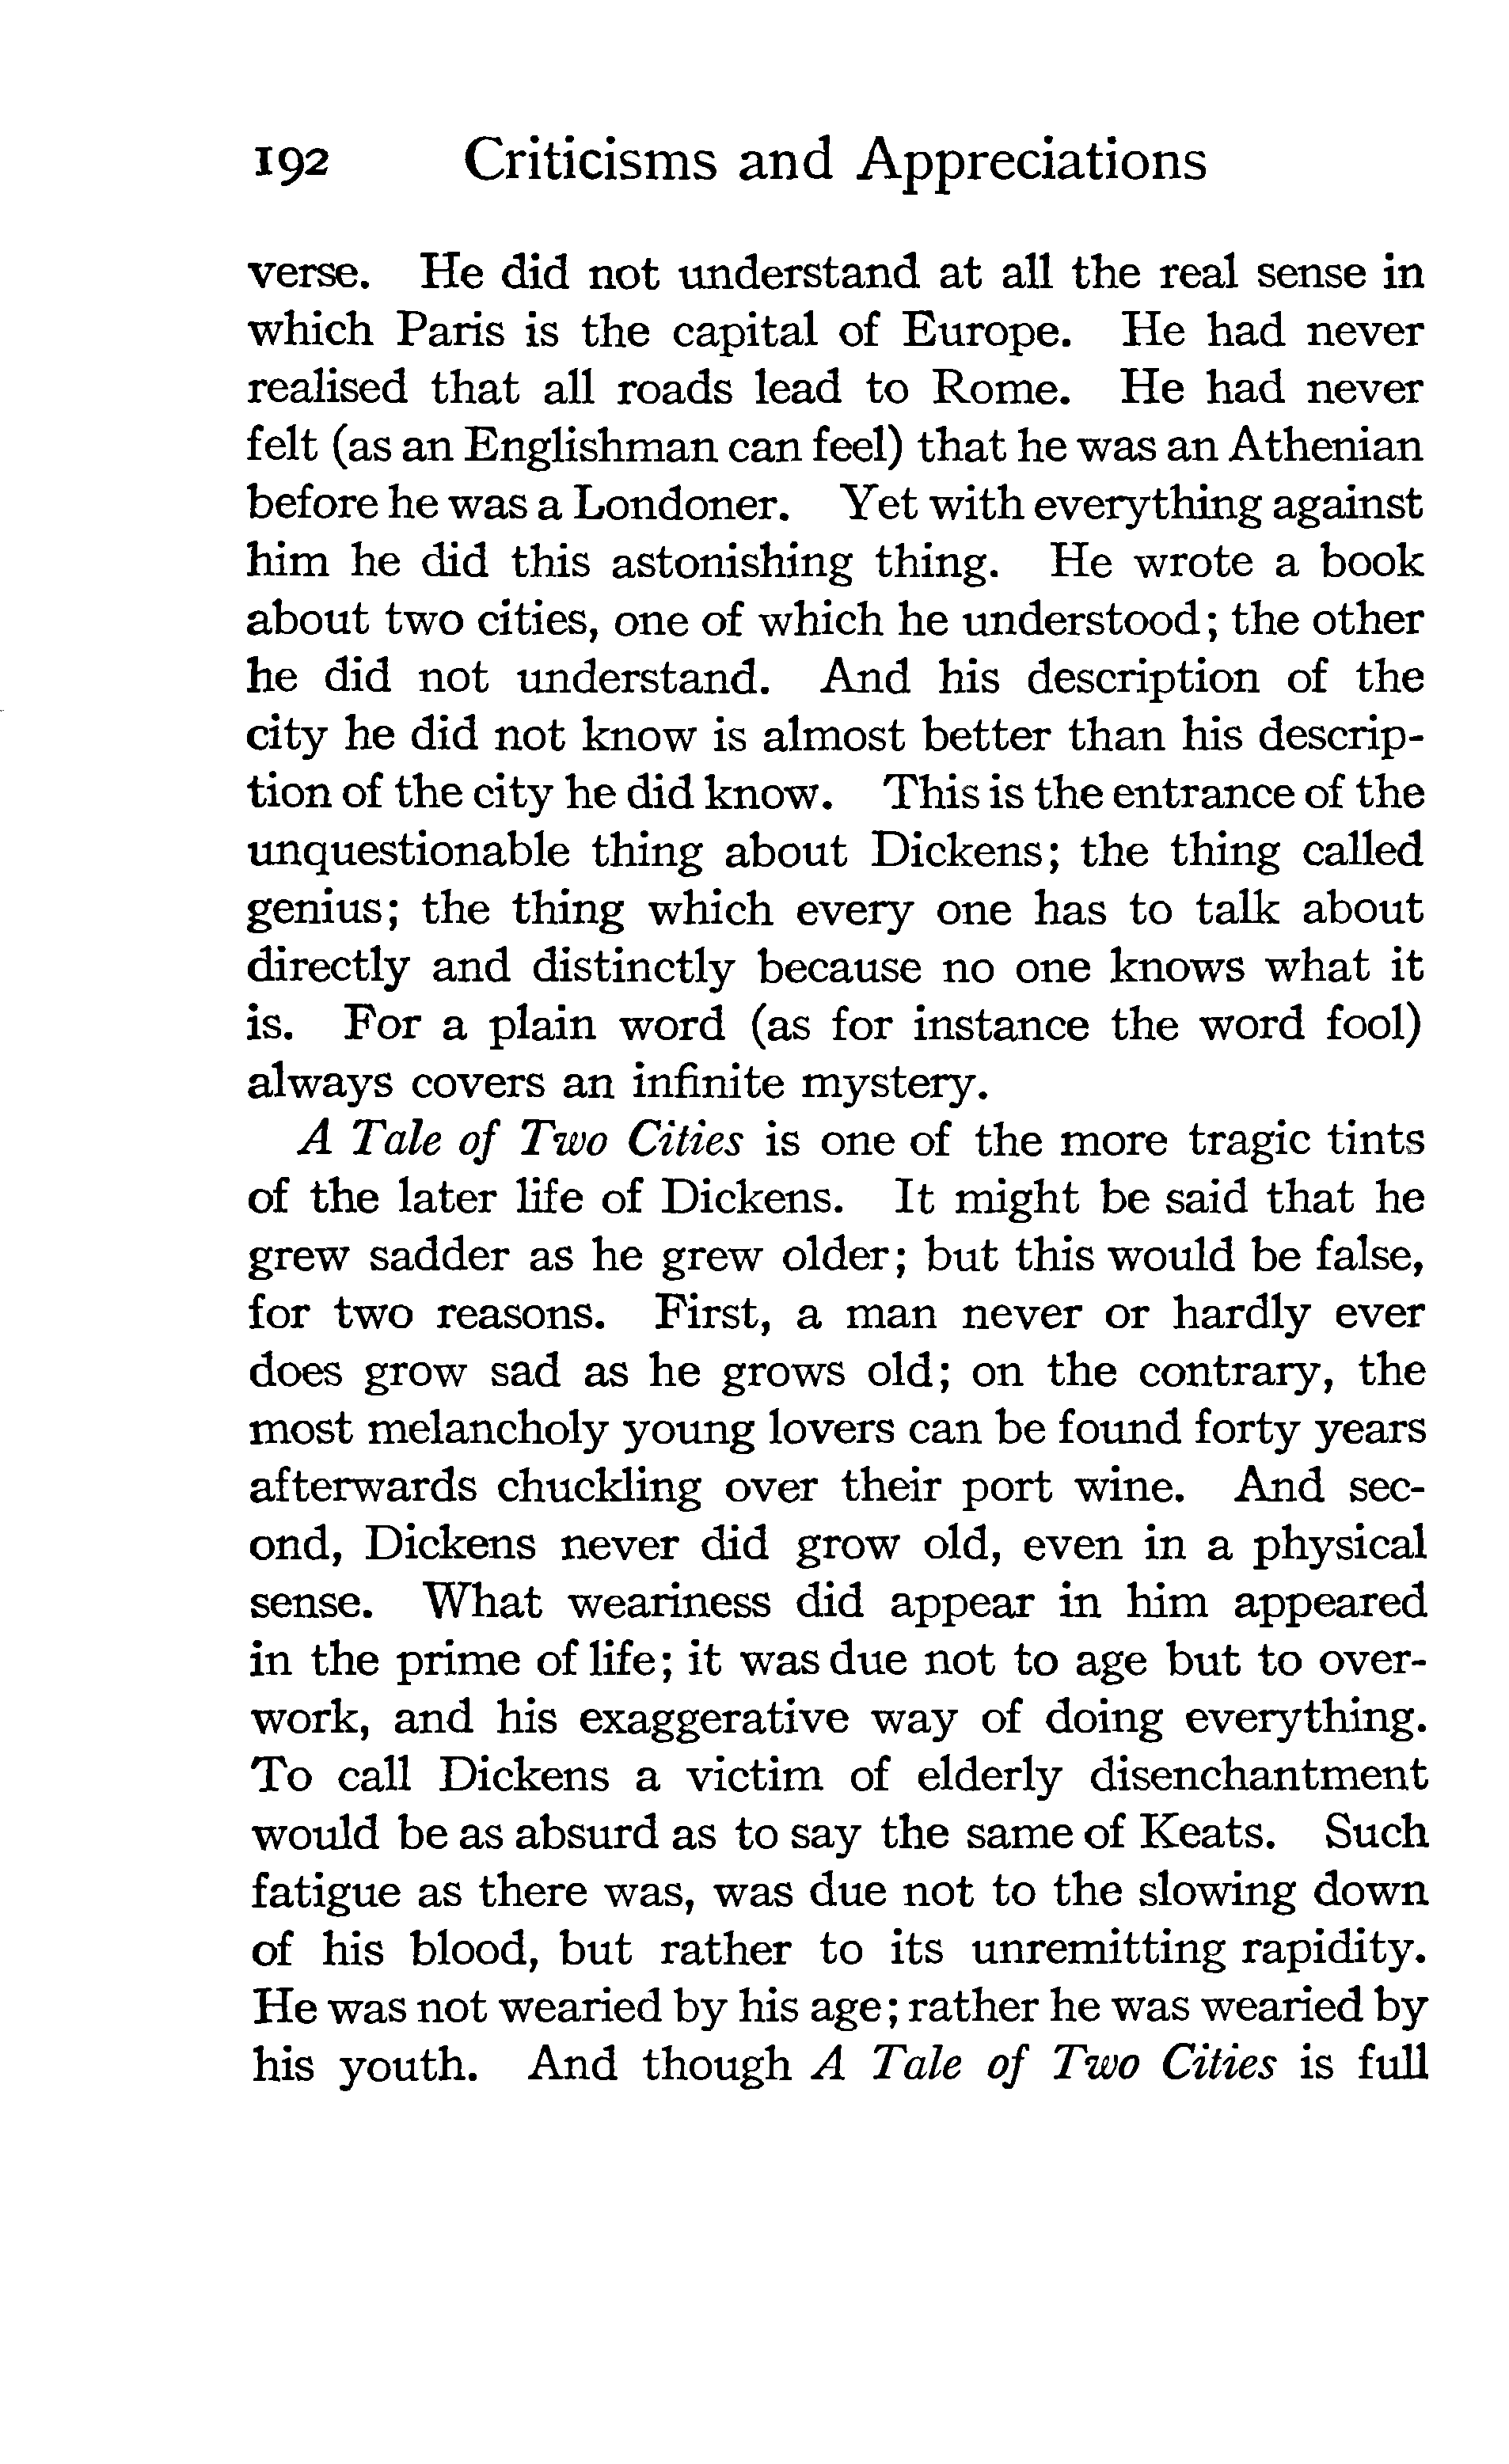 192 Criticisms and Appreciations
verse. He did not understand at all the real sense in
which Paris is the capital of Europe. He had never
realised that all roads lead to Rome. He had never
felt (as an Englishman can feel) that he was an Athenian
before he was a Londoner. Yet with everything against
him he did this astonishing thing. He wrote a book
about two cities, one of which he understood; the other
he did not understand. And his description of the
city he did not know is almost better than his descrip-
tion of the city he did know. This is the entrance of the
unquestionable thing about Dickens; the thing called
genius; the thing which every one has to talk about
directly and distinctly because no one knows what it
is. For a plain word (as for instance the word fool)
always covers an infinite mystery.
A Tale of Two Cities is one of the more tragic tints
of the later life of Dickens. It might be said that he
grew sadder as he grew older; but this would be false,
for two reasons. First, a man never or hardly ever
does grow sad as he grows old; on the contrary, the
most melancholy young lovers can be found forty years
afterwards chuckling over their port wine. And sec-
ond, Dickens never did grow old, even in a physical
sense. What weariness did appear in him appeared
in the prime of life; it was due not to age but to over-
work, and his exaggerative way of doing everything.
To call Dickens a victim of elderly disenchantment
would be as absurd as to say the same of Keats. Such
fatigue as there was, was due not to the slowing down
of his blood, but rather to its unremitting rapidity.
He was not wearied by his age; rather he was wearied by
his youth. And though A Tale of Two Cities is full